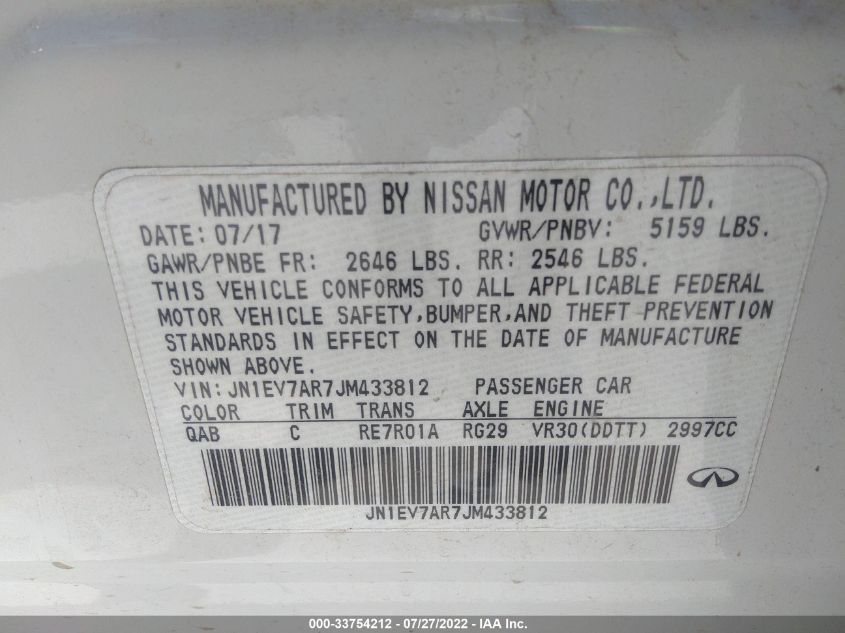 MANUFACTURED BY NISSAN MOTOR CO.,LTD.
DATE: 07/17 GVWR/PNBV: 5159 LBS.
GAWR/PNBE FR: 2646 LBS. RR: 2546 LBS.
THIS VEHICLE CONFORMS TO ALL APPLICABLE FEDERAL
MOTOR VEHICLE SAFETY,BUMPER,AND THEFT PREVENTION
STANDARDS IN EFFECT ON THE DATE OF MANUFACTURE
SHOWN ABOVE.
VIN: JN1EV7AR7JM433812 PASSENGER CAR
COLOR TRIM TRANS AXLE ENGINE
QAB C RE7R01A RG29 VR30(DDTT) 2997CC
JN1EV7AR7JM433812
000-33754212 - 07/27/2022 - IAA Inc.